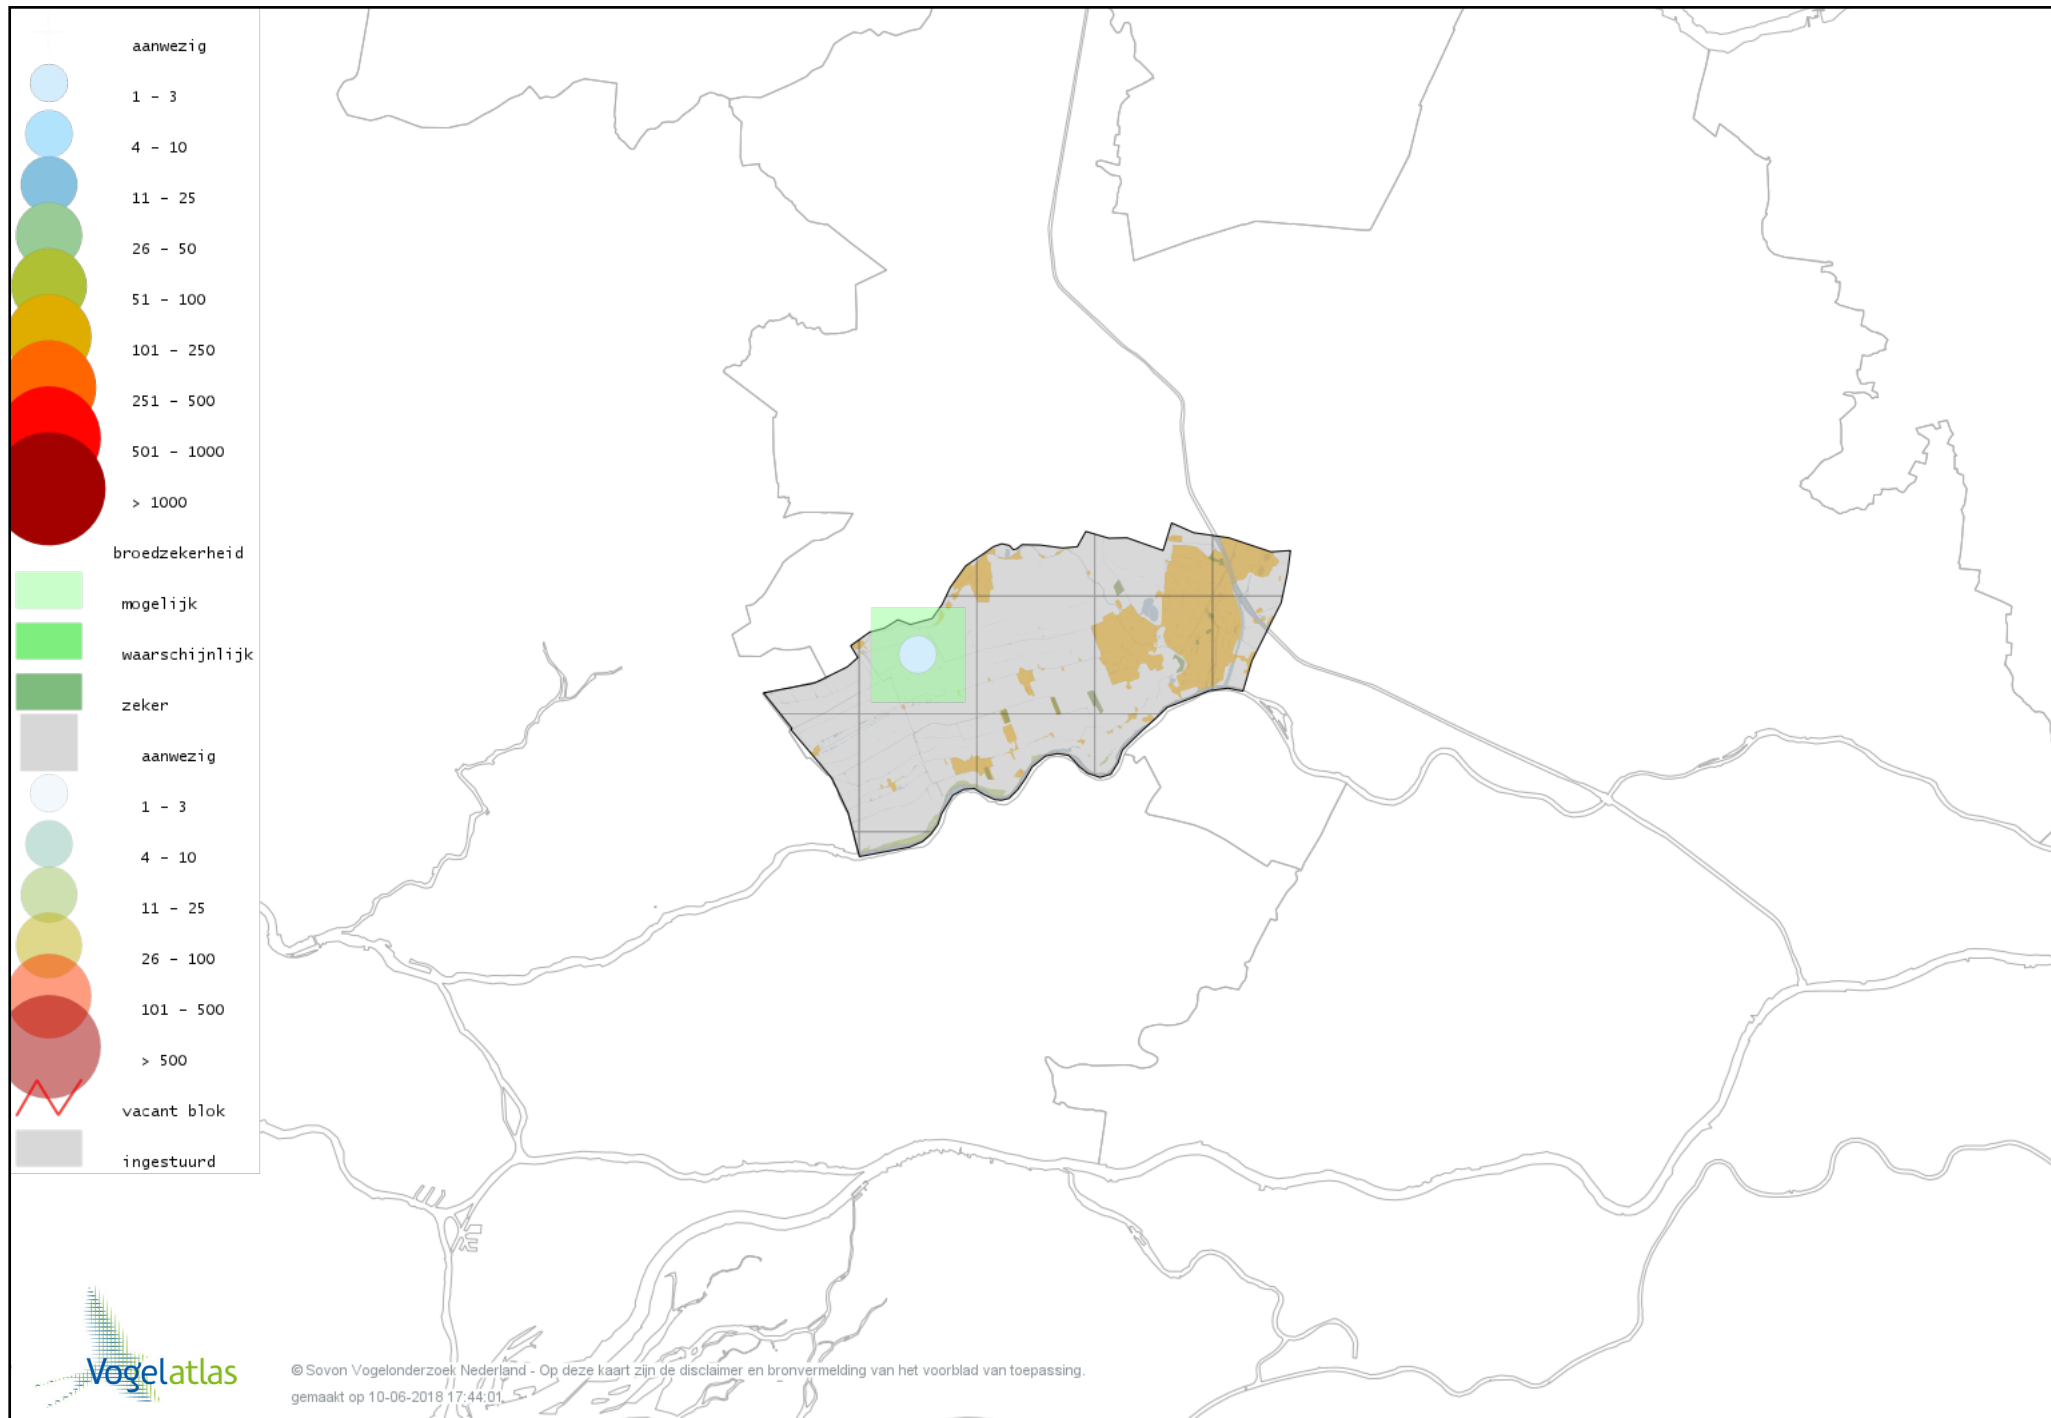 aanwezig
1 - 3
4 - 10
11 - 25
26 - 50
51 - 100
101 - 250
251 - 500
501 - 1000
> 1000
broedzekerheid
mogelijk
waarschijnlijk
zeker
aanwezig
1 - 3
4 - 10
11 - 25
26 - 100
101 - 500
> 500
vacant blok
ingestuurd
Vogelatlas
© Sovon Vogelonderzoek Nederland - Op deze kaart zijn de disclaimer en bronvermelding van het voorblad van toepassing.
gemaakt op 10-06-2018 17:44:01